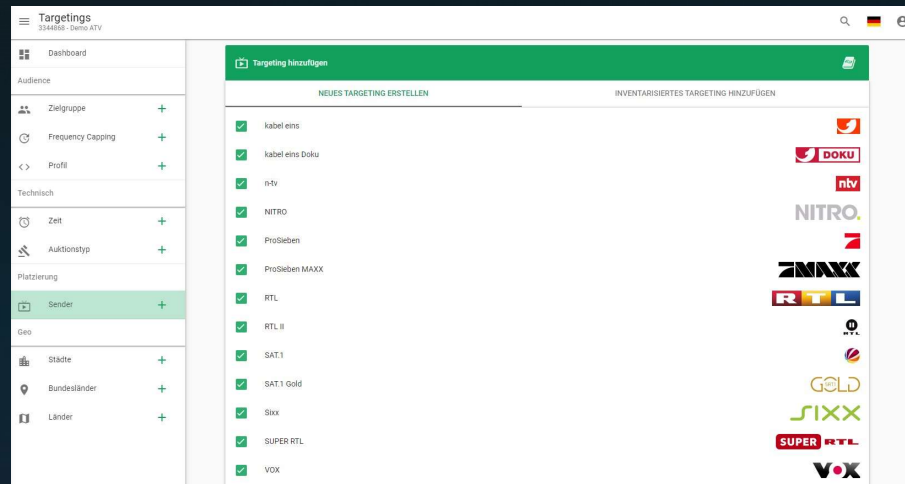 Targetings
3344868 - Demo ATV
Dashboard
Audience
Zielgruppe
Frequency Capping
Profil
Technisch
Zeit
Auktionstyp
Platzierung
Sender
Geo
Städte
Bundesländer
Länder
Targeting hinzufügen
NEUES TARGETING ERSTELLEN
INVENTARISIERTES TARGETING HINZUFÜGEN
kabel eins
kabel eins Doku
DOKU
n-tv
ntv
NITRO
NITRO.
ProSieben
ProSieben MAXX
MAXX
RTL
RTL
RTL II
RTL
SAT.1
SAT.1 Gold
SAT.1 GOLD
Sixx
SIXX
SUPER RTL
SUPER RTL
VOX
VOX